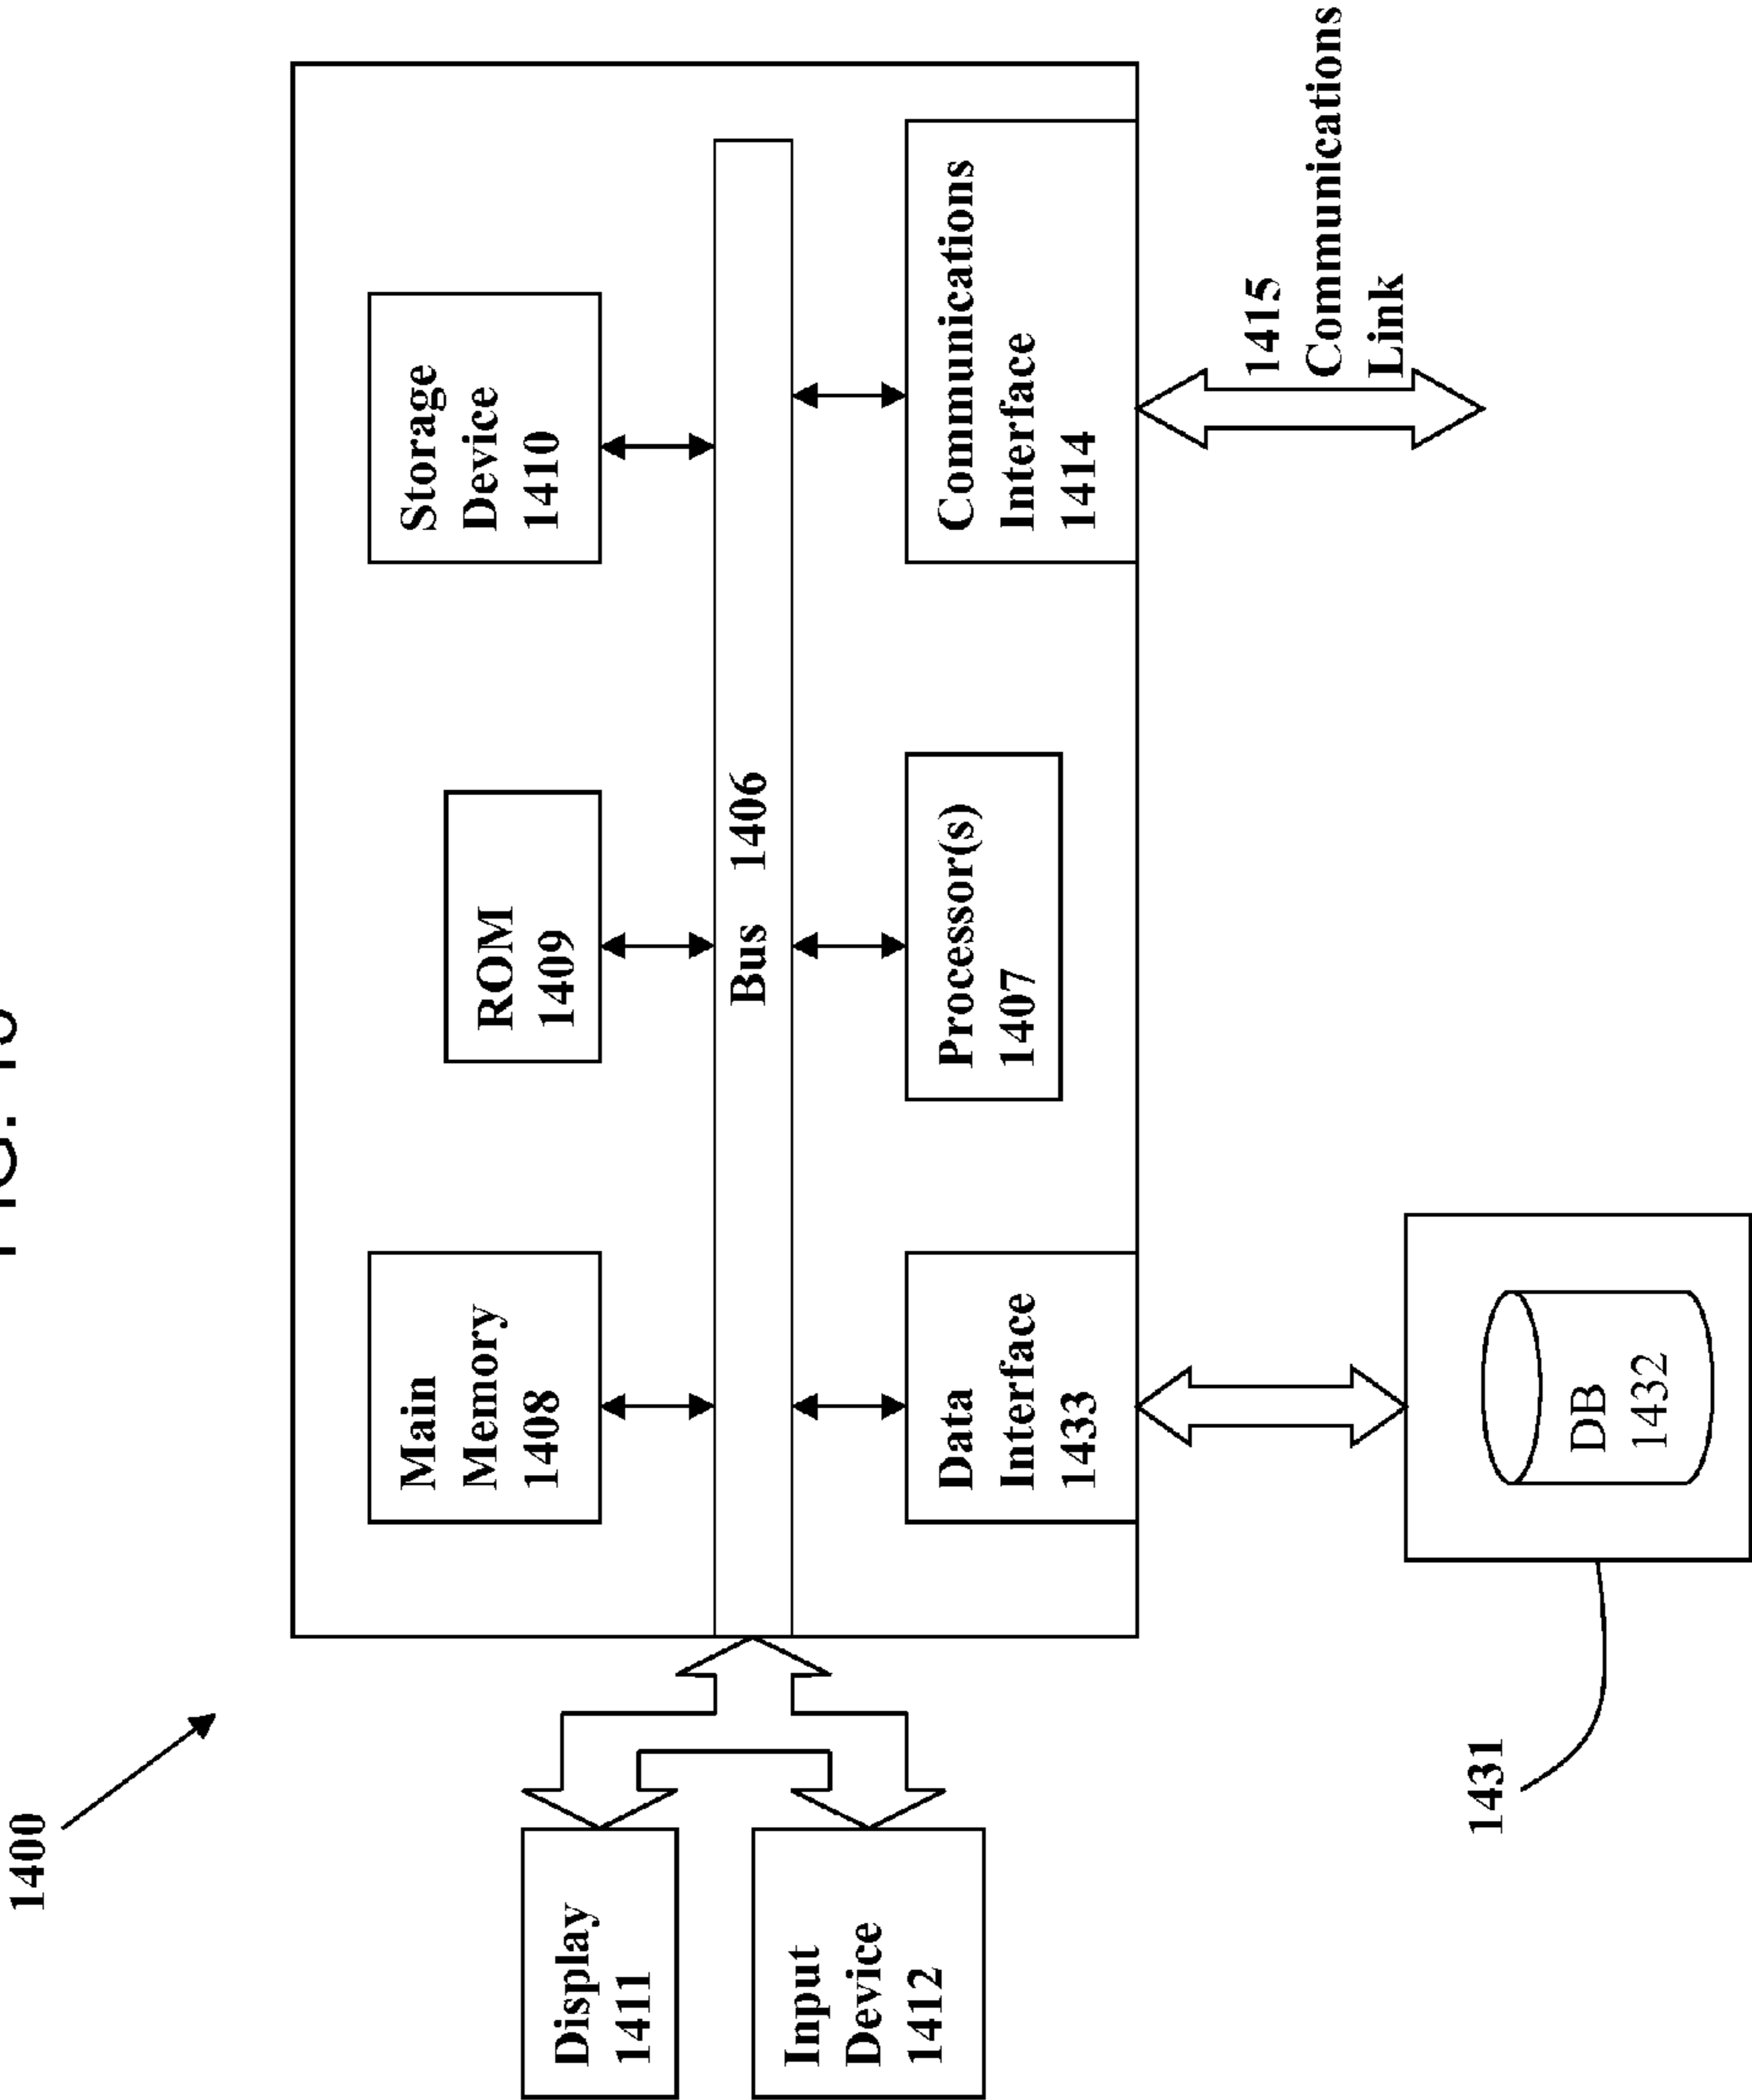 FIG.
1400
Main
Memory
1408
ROM
1409
Storage
Device
1410
Display
1411
Bus 1406
Input
Device
1412
Data
Interface
1433
Processor(s)
1407
Communications
Interface
1414
1415
Communications
Link
1431
DB
1432